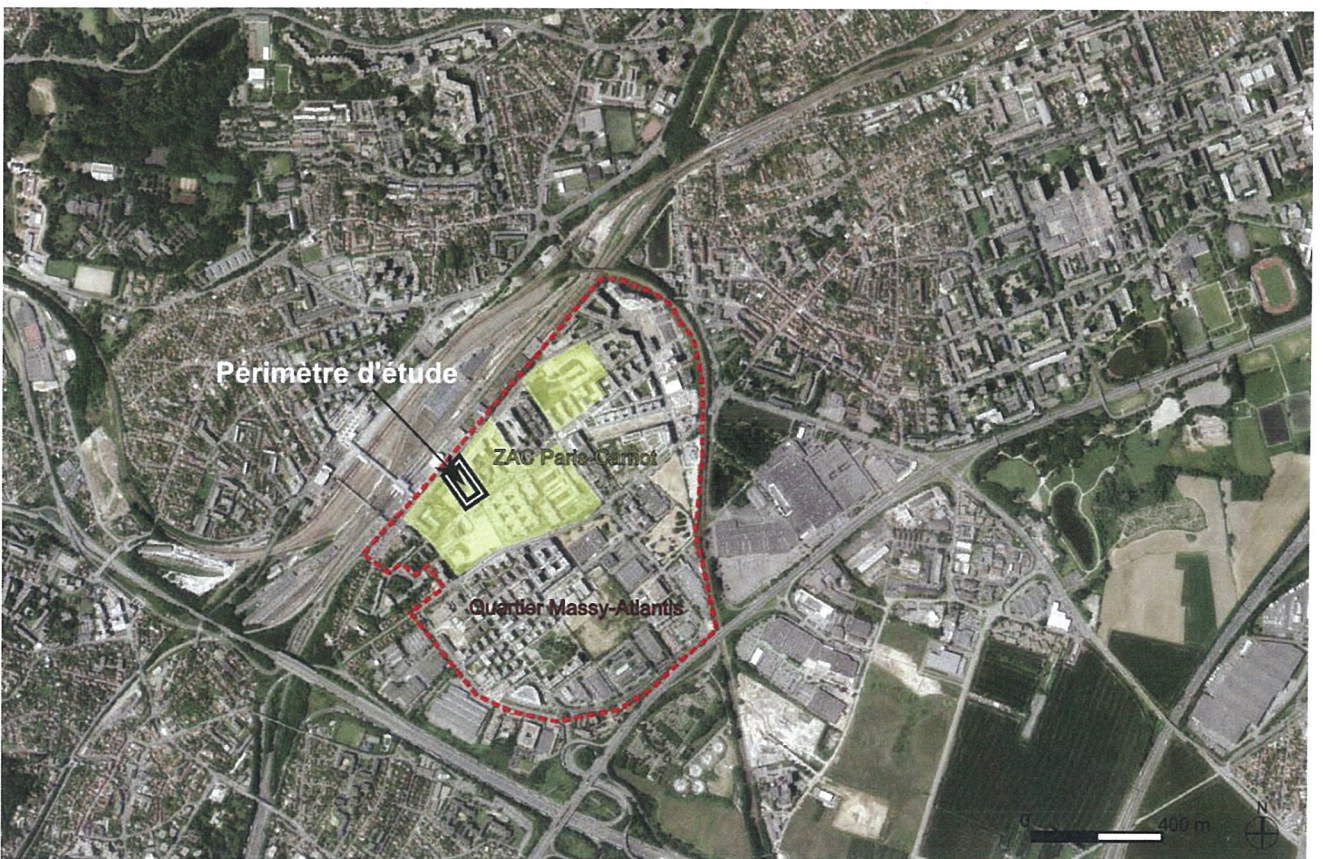 Périmètre d'étude
ZAC Paris-Carnot
Quartier Massy-Atlantis
N
0
400 m